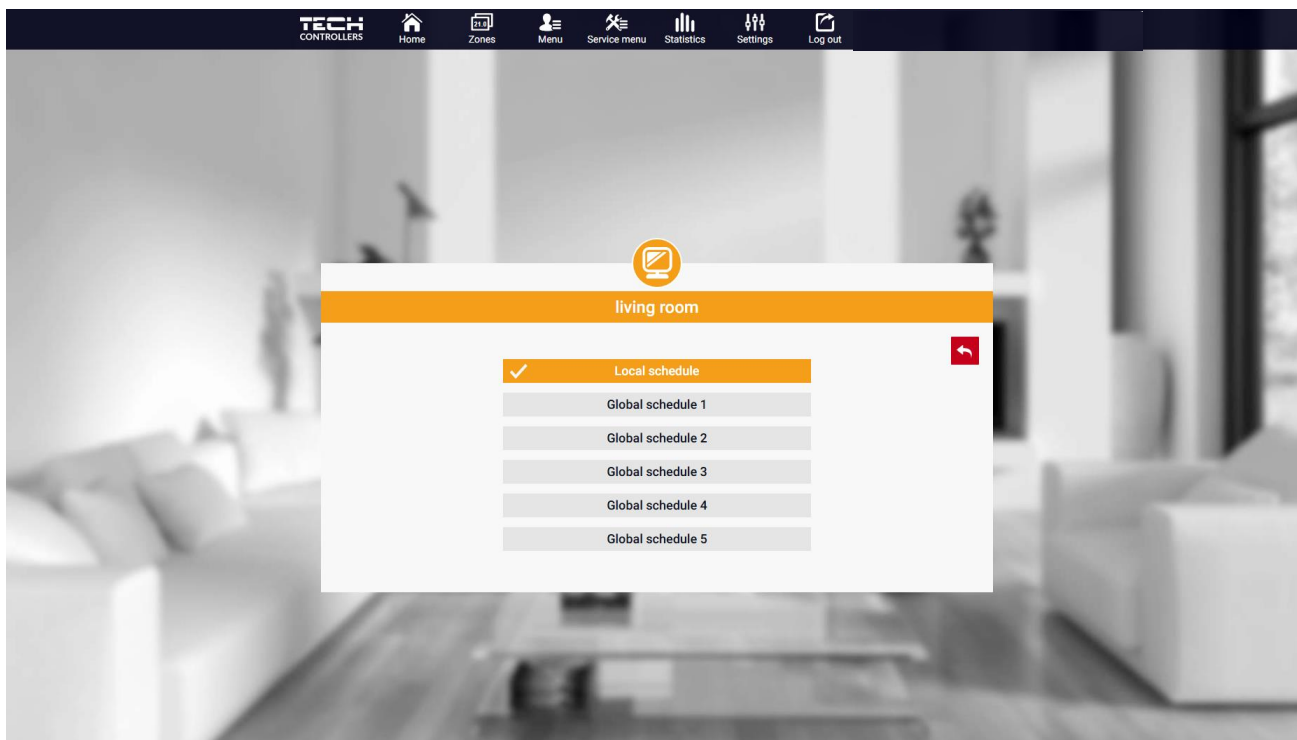 TECH
CONTROLLERS
Home
21.0
Zones
Menu
Service menu
Statistics
Settings
Log out
living room
Local schedule
Global schedule 1
Global schedule 2
Global schedule 3
Global schedule 4
Global schedule 5